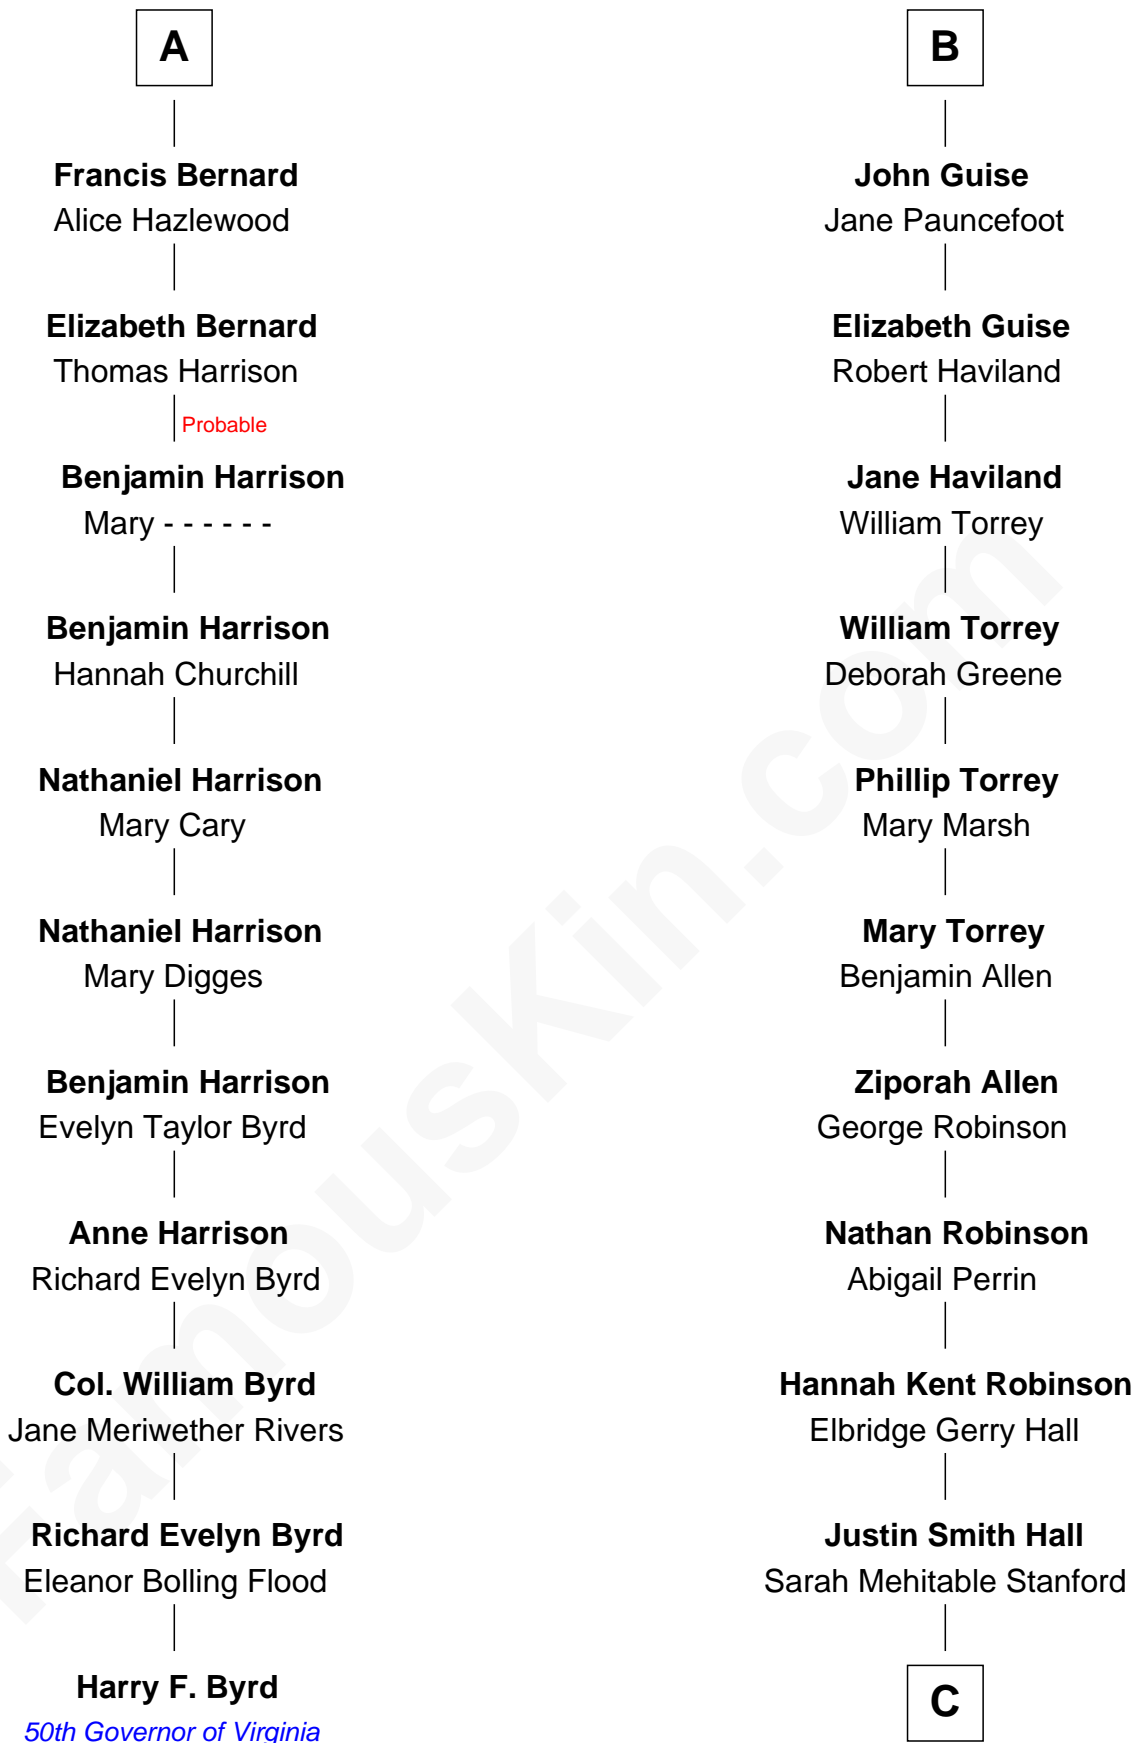 A
Francis Bernard
Alice Hazlewood
Elizabeth Bernard
Thomas Harrison
Probable
Benjamin Harrison
Mary - - - - - -
Benjamin Harrison
Hannah Churchill
Nathaniel Harrison
Mary Cary
Nathaniel Harrison
Mary Digges
Benjamin Harrison
Evelyn Taylor Byrd
Anne Harrison
Richard Evelyn Byrd
Col. William Byrd
Jane Meriwether Rivers
Richard Evelyn Byrd
Eleanor Bolling Flood
Harry F. Byrd
50th Governor of Virginia
B
John Guise
Jane Pauncefoot
Elizabeth Guise
Robert Haviland
Jane Haviland
William Torrey
William Torrey
Deborah Greene
Phillip Torrey
Mary Marsh
Mary Torrey
Benjamin Allen
Ziporah Allen
George Robinson
Nathan Robinson
Abigail Perrin
Hannah Kent Robinson
Elbridge Gerry Hall
Justin Smith Hall
Sarah Mehitable Stanford
C
FamousKin.com